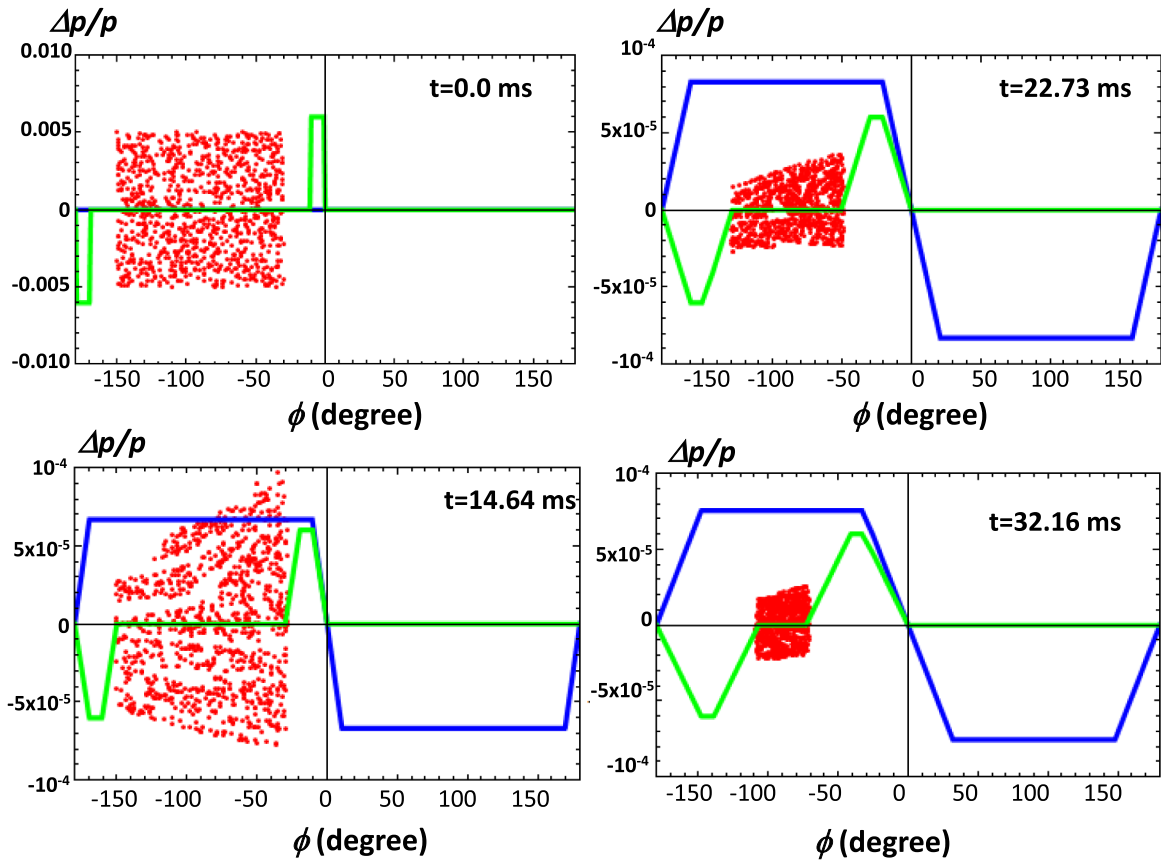 Δp/p
0.010
0.005
0
-0.005
-0.010
t=0.0 ms
-150 -100 -50 0 50 100 150
ϕ (degree)
Δp/p
10-4
5x10-5
0
-5x10-5
-10-4
t=22.73 ms
-150 -100 -50 0 50 100 150
ϕ (degree)
Δp/p
10-4
5x10-5
0
-5x10-5
-10-4
t=14.64 ms
-150 -100 -50 0 50 100 150
ϕ (degree)
Δp/p
10-4
5x10-5
0
-5x10-5
-10-4
t=32.16 ms
-150 -100 -50 0 50 100 150
ϕ (degree)